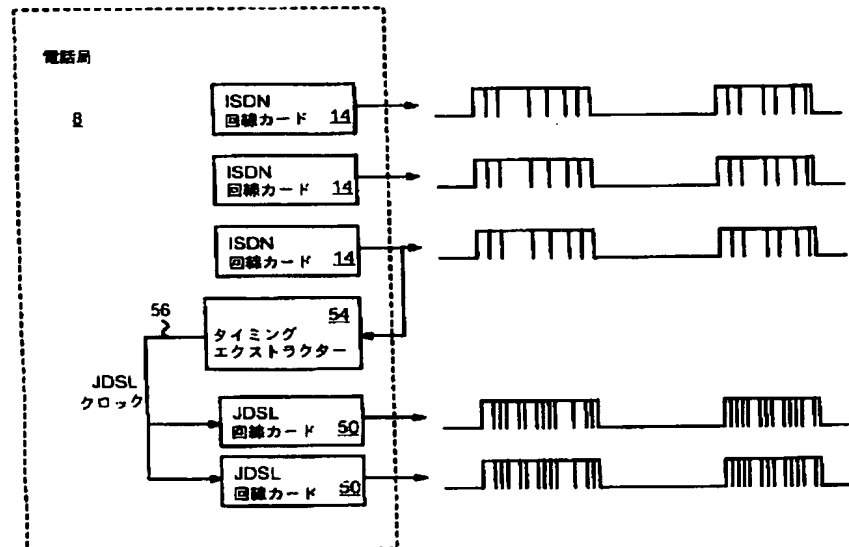 電話局
8
ISDN
回線カード 14
ISDN
回線カード 14
ISDN
回線カード 14
56
54
タイミング
エクストラクター
JDSL
クロック
JDSL
回線カード 50
JDSL
回線カード 50